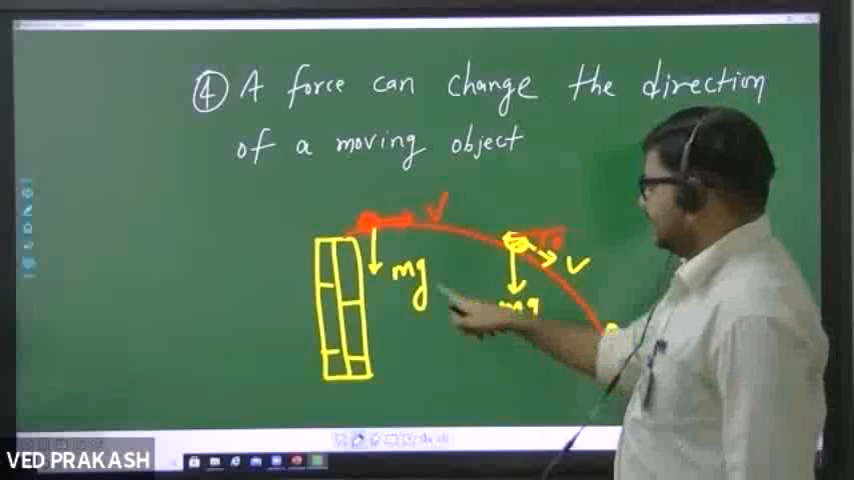 ④ A force can change the direction
of a moving object
V
mg
V
mg
VED PRAKASH